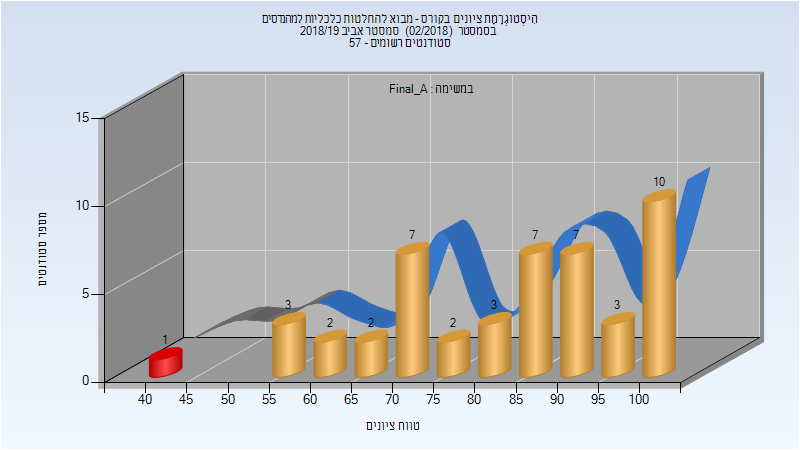 היסְטוֹגְרָמַת ציונים בקורס - מבוא להחלטות כלכליות למהנדסים
בסמסטר (02/2018) סמסטר אביב 2018/19
סטודנטים רשומים - 57
במשימה : Final_A
מספר סטודנטים
15
10
5
0
1
3
2
2
7
2
3
7
7
3
10
40 45 50 55 60 65 70 75 80 85 90 95 100
טווח ציונים